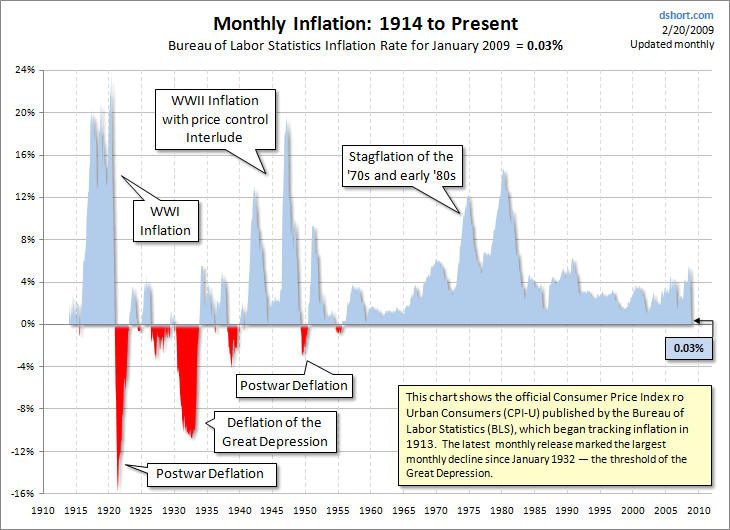 Monthly Inflation: 1914 to Present
Bureau of Labor Statistics Inflation Rate for January 2009 = 0.03%
dshort.com
2/20/2009
Updated monthly
24%
20%
16%
12%
8%
4%
0%
-4%
-8%
-12%
-16%
WWI
Inflation
WWII Inflation
with price control
Interlude
Stagflation of the
'70s and early '80s
0.03%
Postwar Deflation
Deflation of the
Great Depression
Postwar Deflation
This chart shows the official Consumer Price Index ro
Urban Consumers (CPI-U) published by the Bureau of
Labor Statistics (BLS), which began tracking inflation in
1913. The latest monthly release marked the largest
monthly decline since January 1932 — the threshold of the
Great Depression.
1910 1915 1920 1925 1930 1935 1940 1945 1950 1955 1960 1965 1970 1975 1980 1985 1990 1995 2000 2005 2010